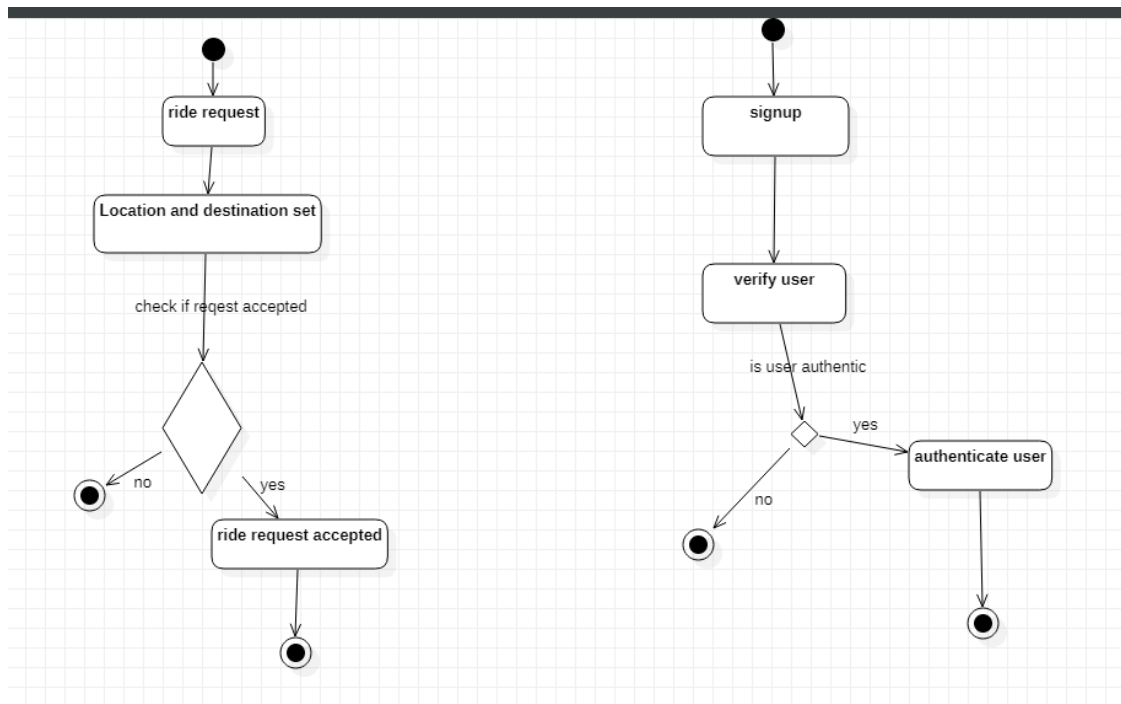 ride request
Location and destination set
check if reqest accepted
no
yes
ride request accepted
signup
verify user
is user authentic
yes
authenticate user
no